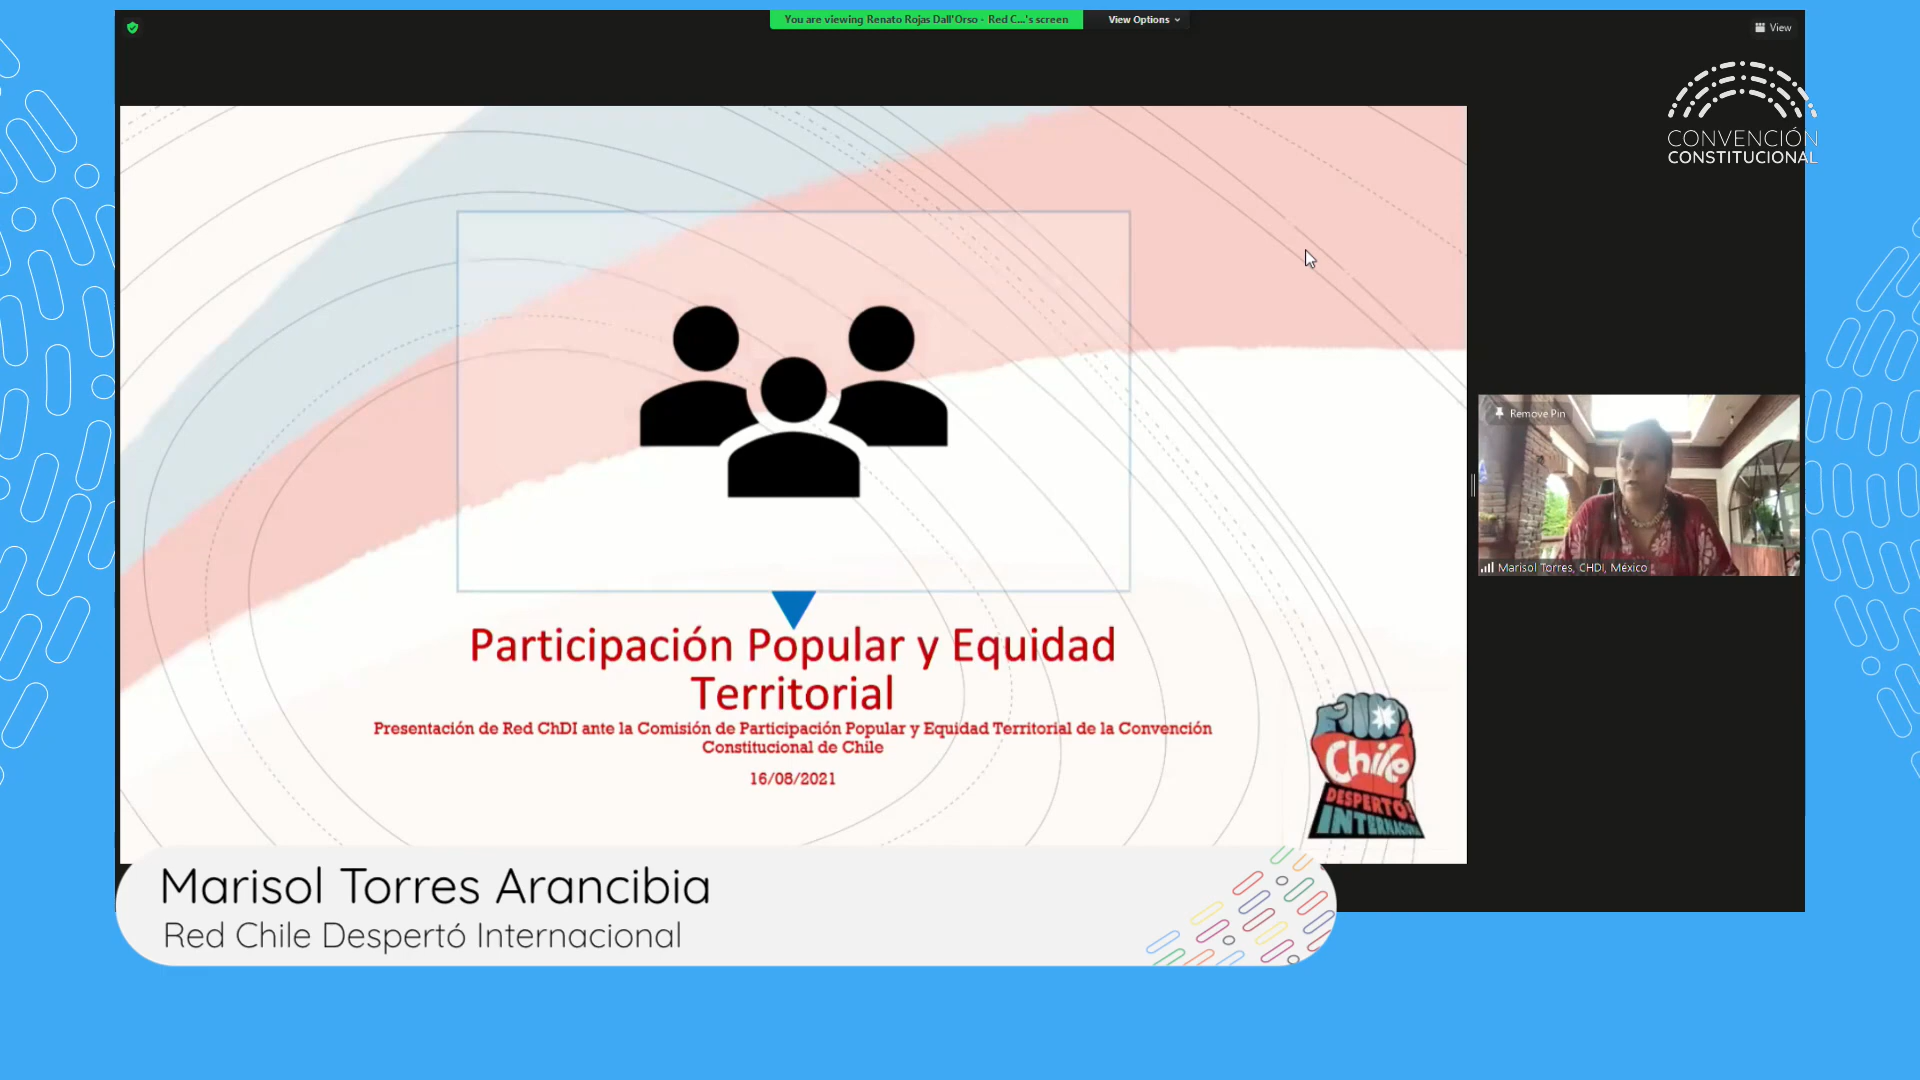 You are viewing Renato Rojas Dall'Orso - Red C...'s screen
View Options
View
CONVENCIÓN
CONSTITUCIONAL
Remove Pin
Marisol Torres, CHDI, México
Participación Popular y Equidad
Territorial
Presentación de Red ChDI ante la Comisión de Participación Popular y Equidad Territorial de la Convención
Constitucional de Chile
16/08/2021
Chile
DESPERTÓ!
INTERNACIONAL
Marisol Torres Arancibia
Red Chile Despertó Internacional